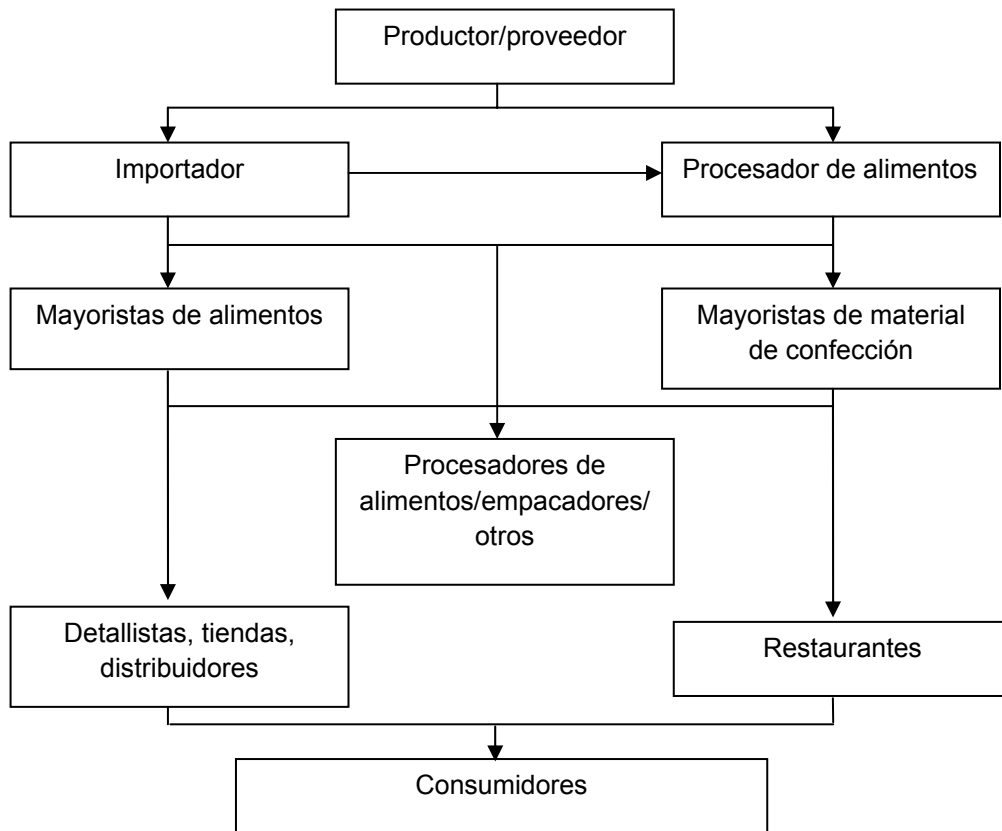 Productor/proveedor
Importador
Procesador de alimentos
Mayoristas de alimentos
Mayoristas de material
de confección
Procesadores de
alimentos/empacadores/
otros
Detallistas, tiendas,
distribuidores
Restaurantes
Consumidores